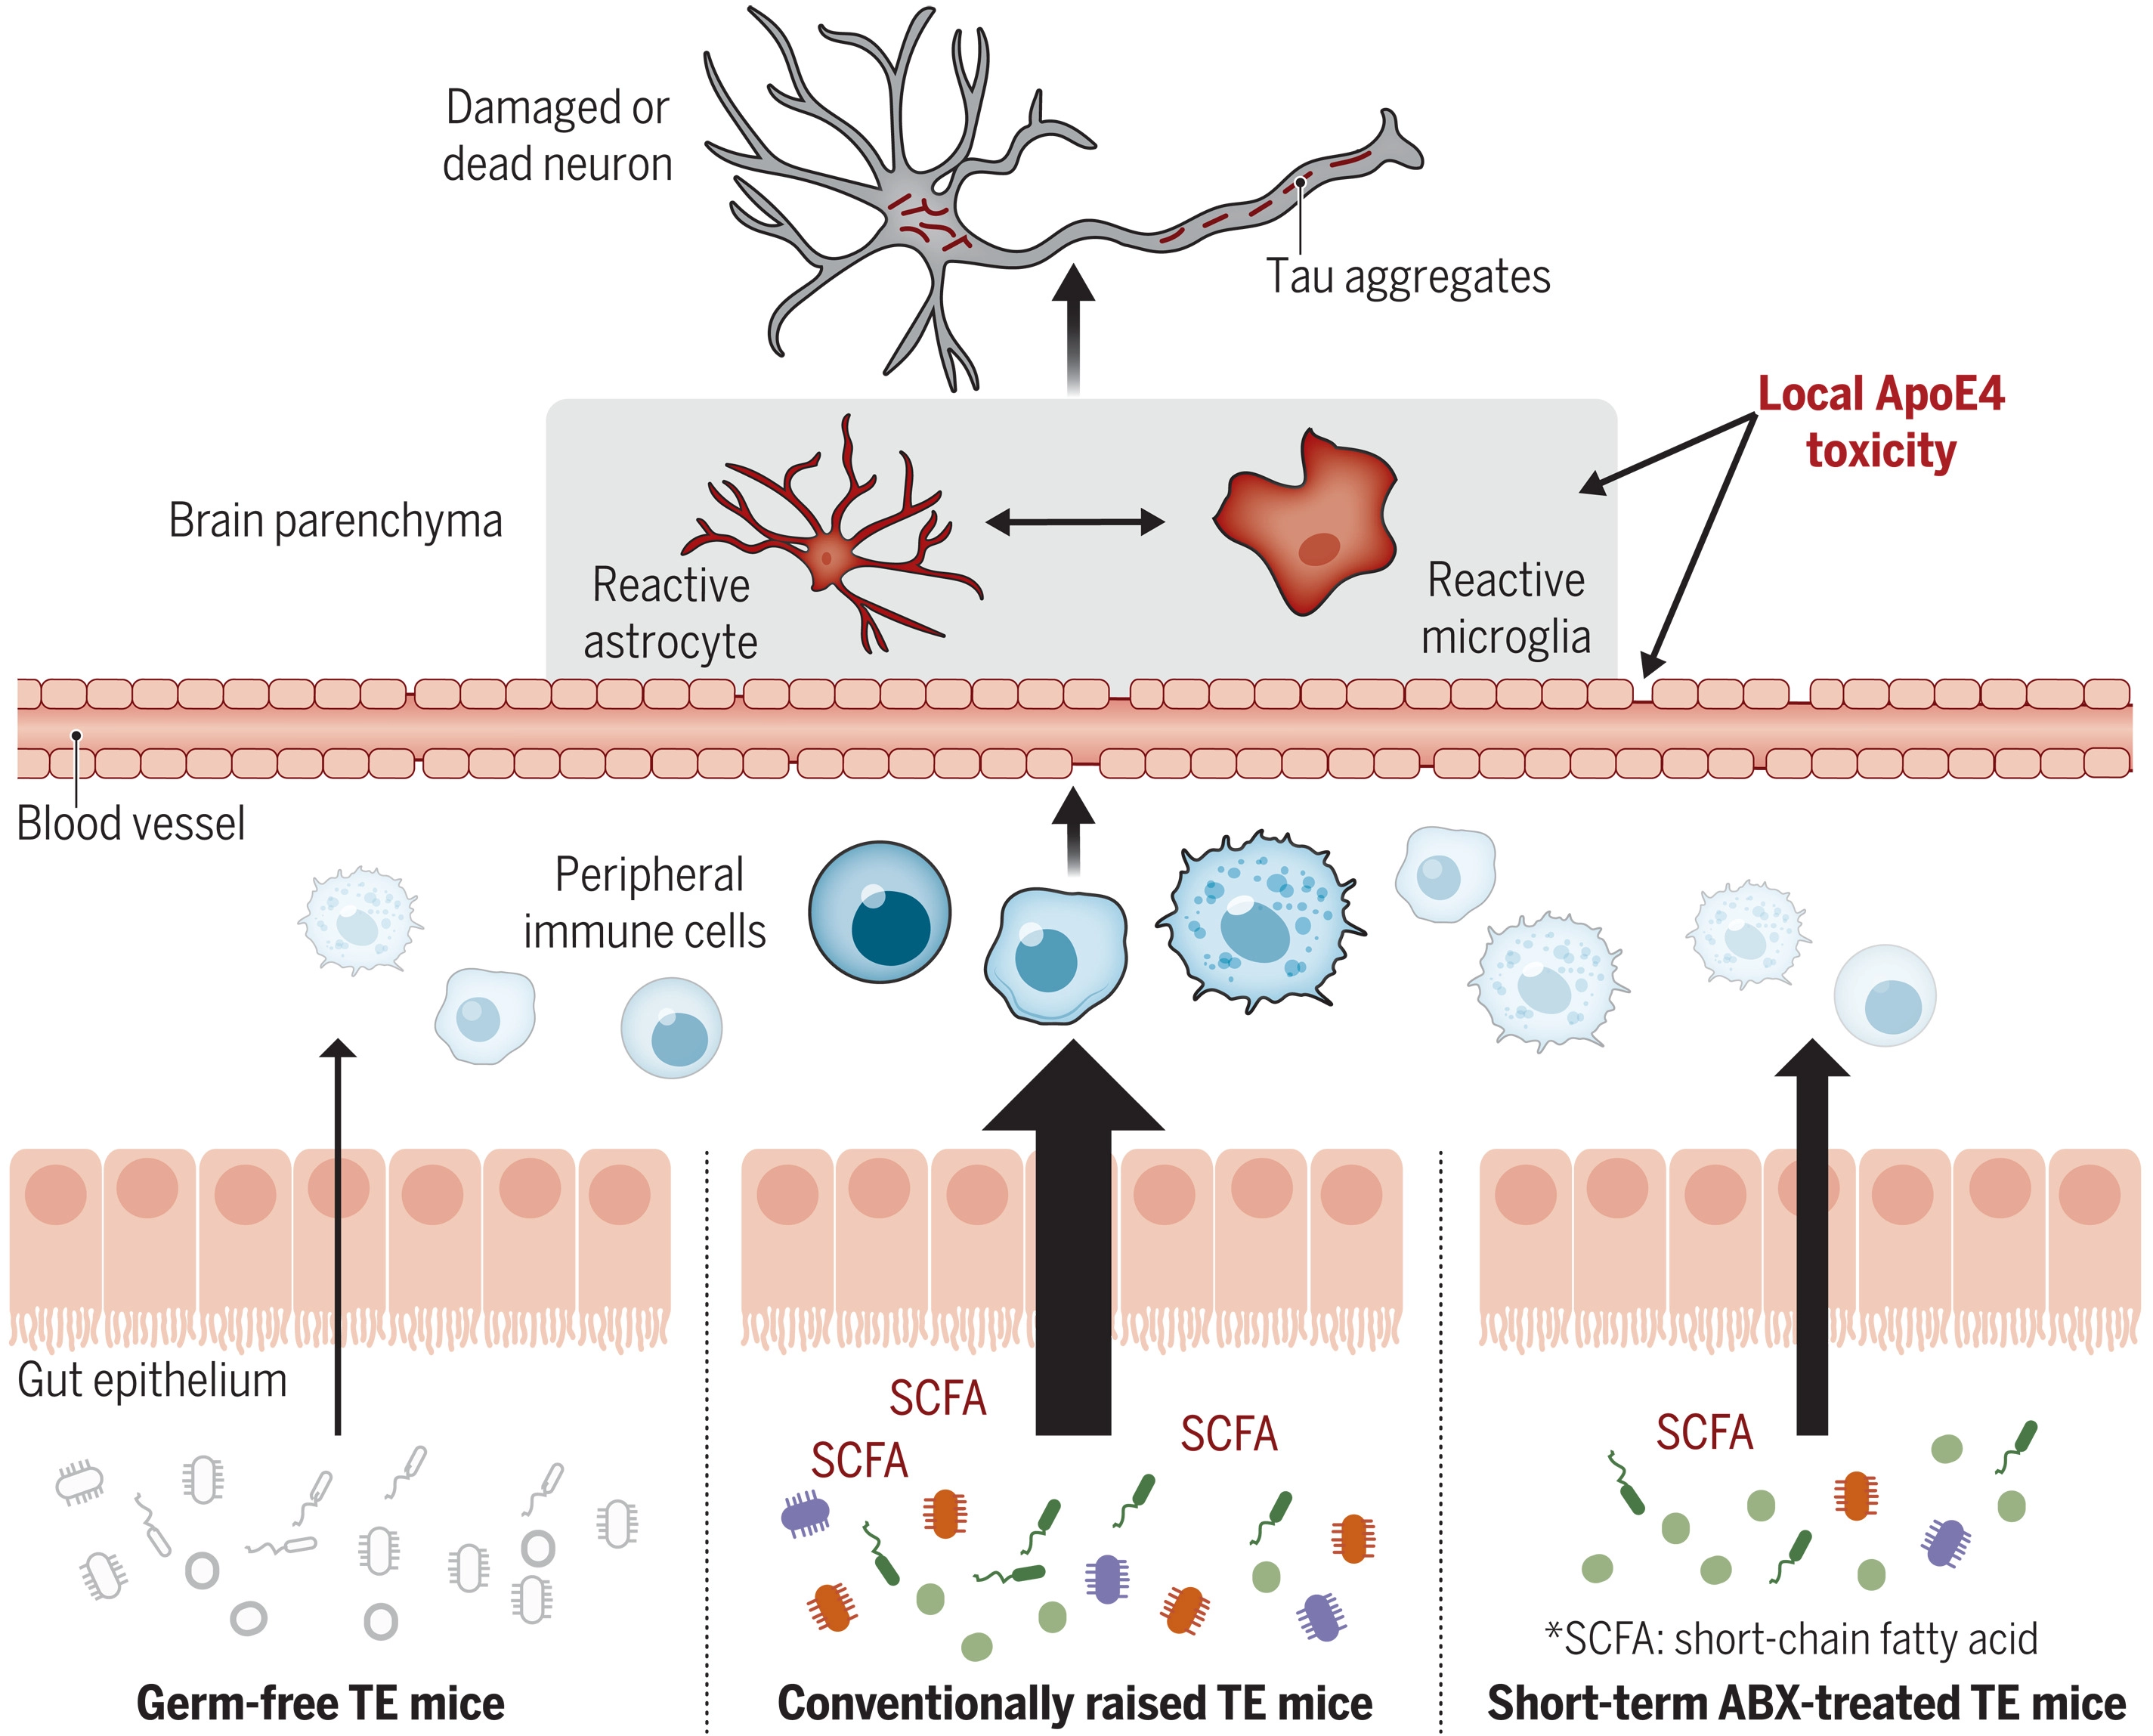 Damaged or
dead neuron
Tau aggregates
Local ApoE4
toxicity
Brain parenchyma
Reactive
astrocyte
Reactive
microglia
Blood vessel
Peripheral
immune cells
Gut epithelium
SCFA
SCFA
SCFA
SCFA
*SCFA: short-chain fatty acid
Germ-free TE mice
Conventionally raised TE mice
Short-term ABX-treated TE mice